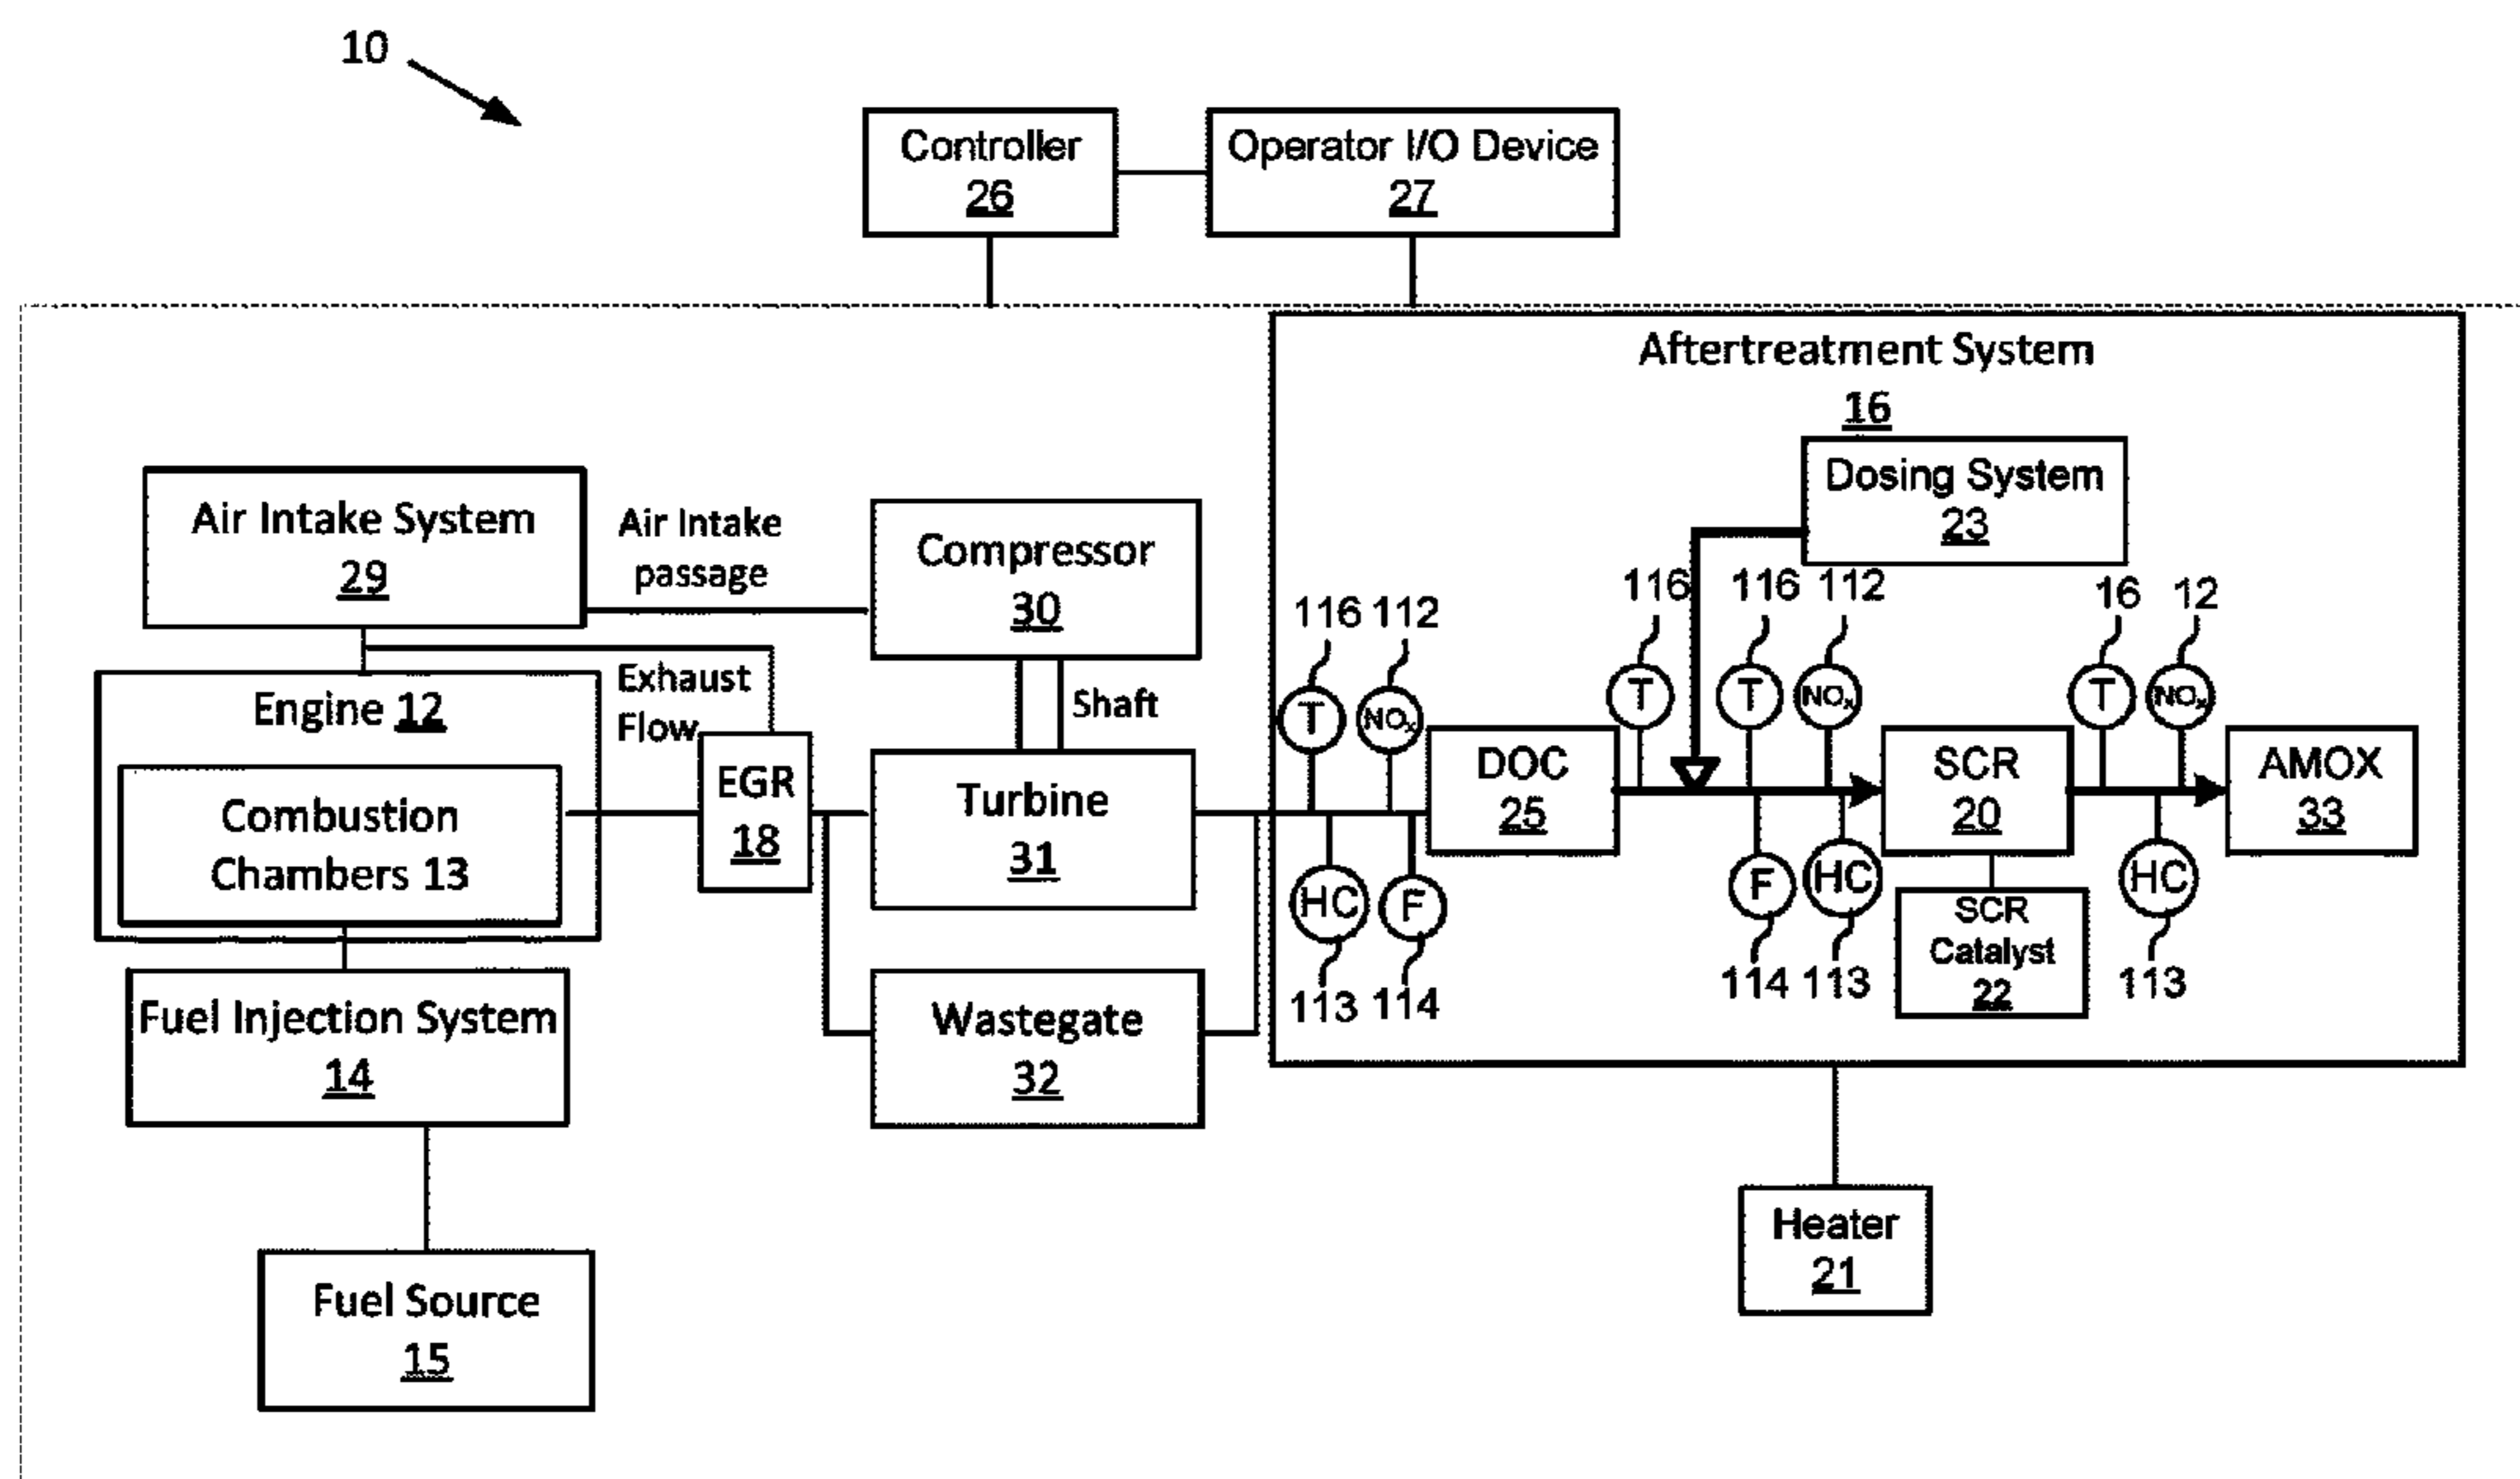 10
Controller
26
Operator I/O Device
27
Aftertreatment System
16
Dosing System
23
Air Intake System
29
Air Intake
passage
Compressor
30
Shaft
Exhaust
Flow
Engine 12
Combustion
Chambers 13
EGR
18
Turbine
31
Wastegate
32
Fuel Injection System
14
Fuel Source
15
116
112
T
NOx
HC
F
113
114
DOC
25
116
116
112
T
T
NOx
F
HC
114
113
SCR
20
SCR
Catalyst
22
16
12
T
NOx
HC
113
AMOX
33
Heater
21